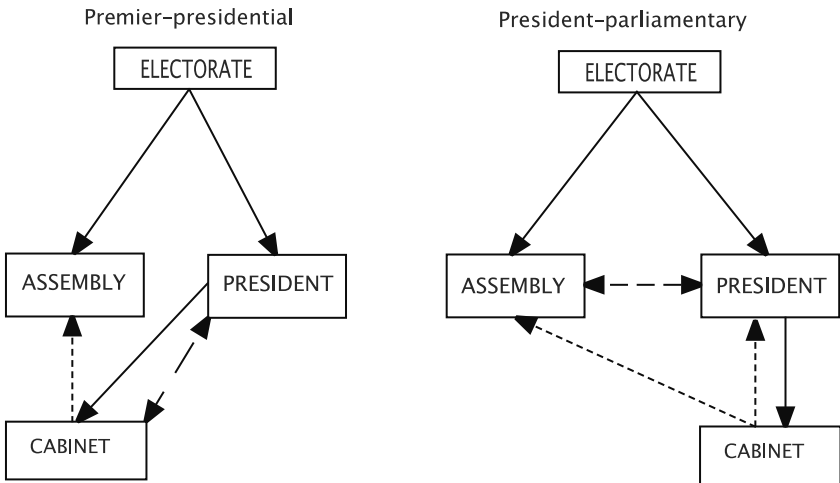 Premier-presidential
ELECTORATE
ASSEMBLY
PRESIDENT
CABINET
President-parliamentary
ELECTORATE
ASSEMBLY
PRESIDENT
CABINET